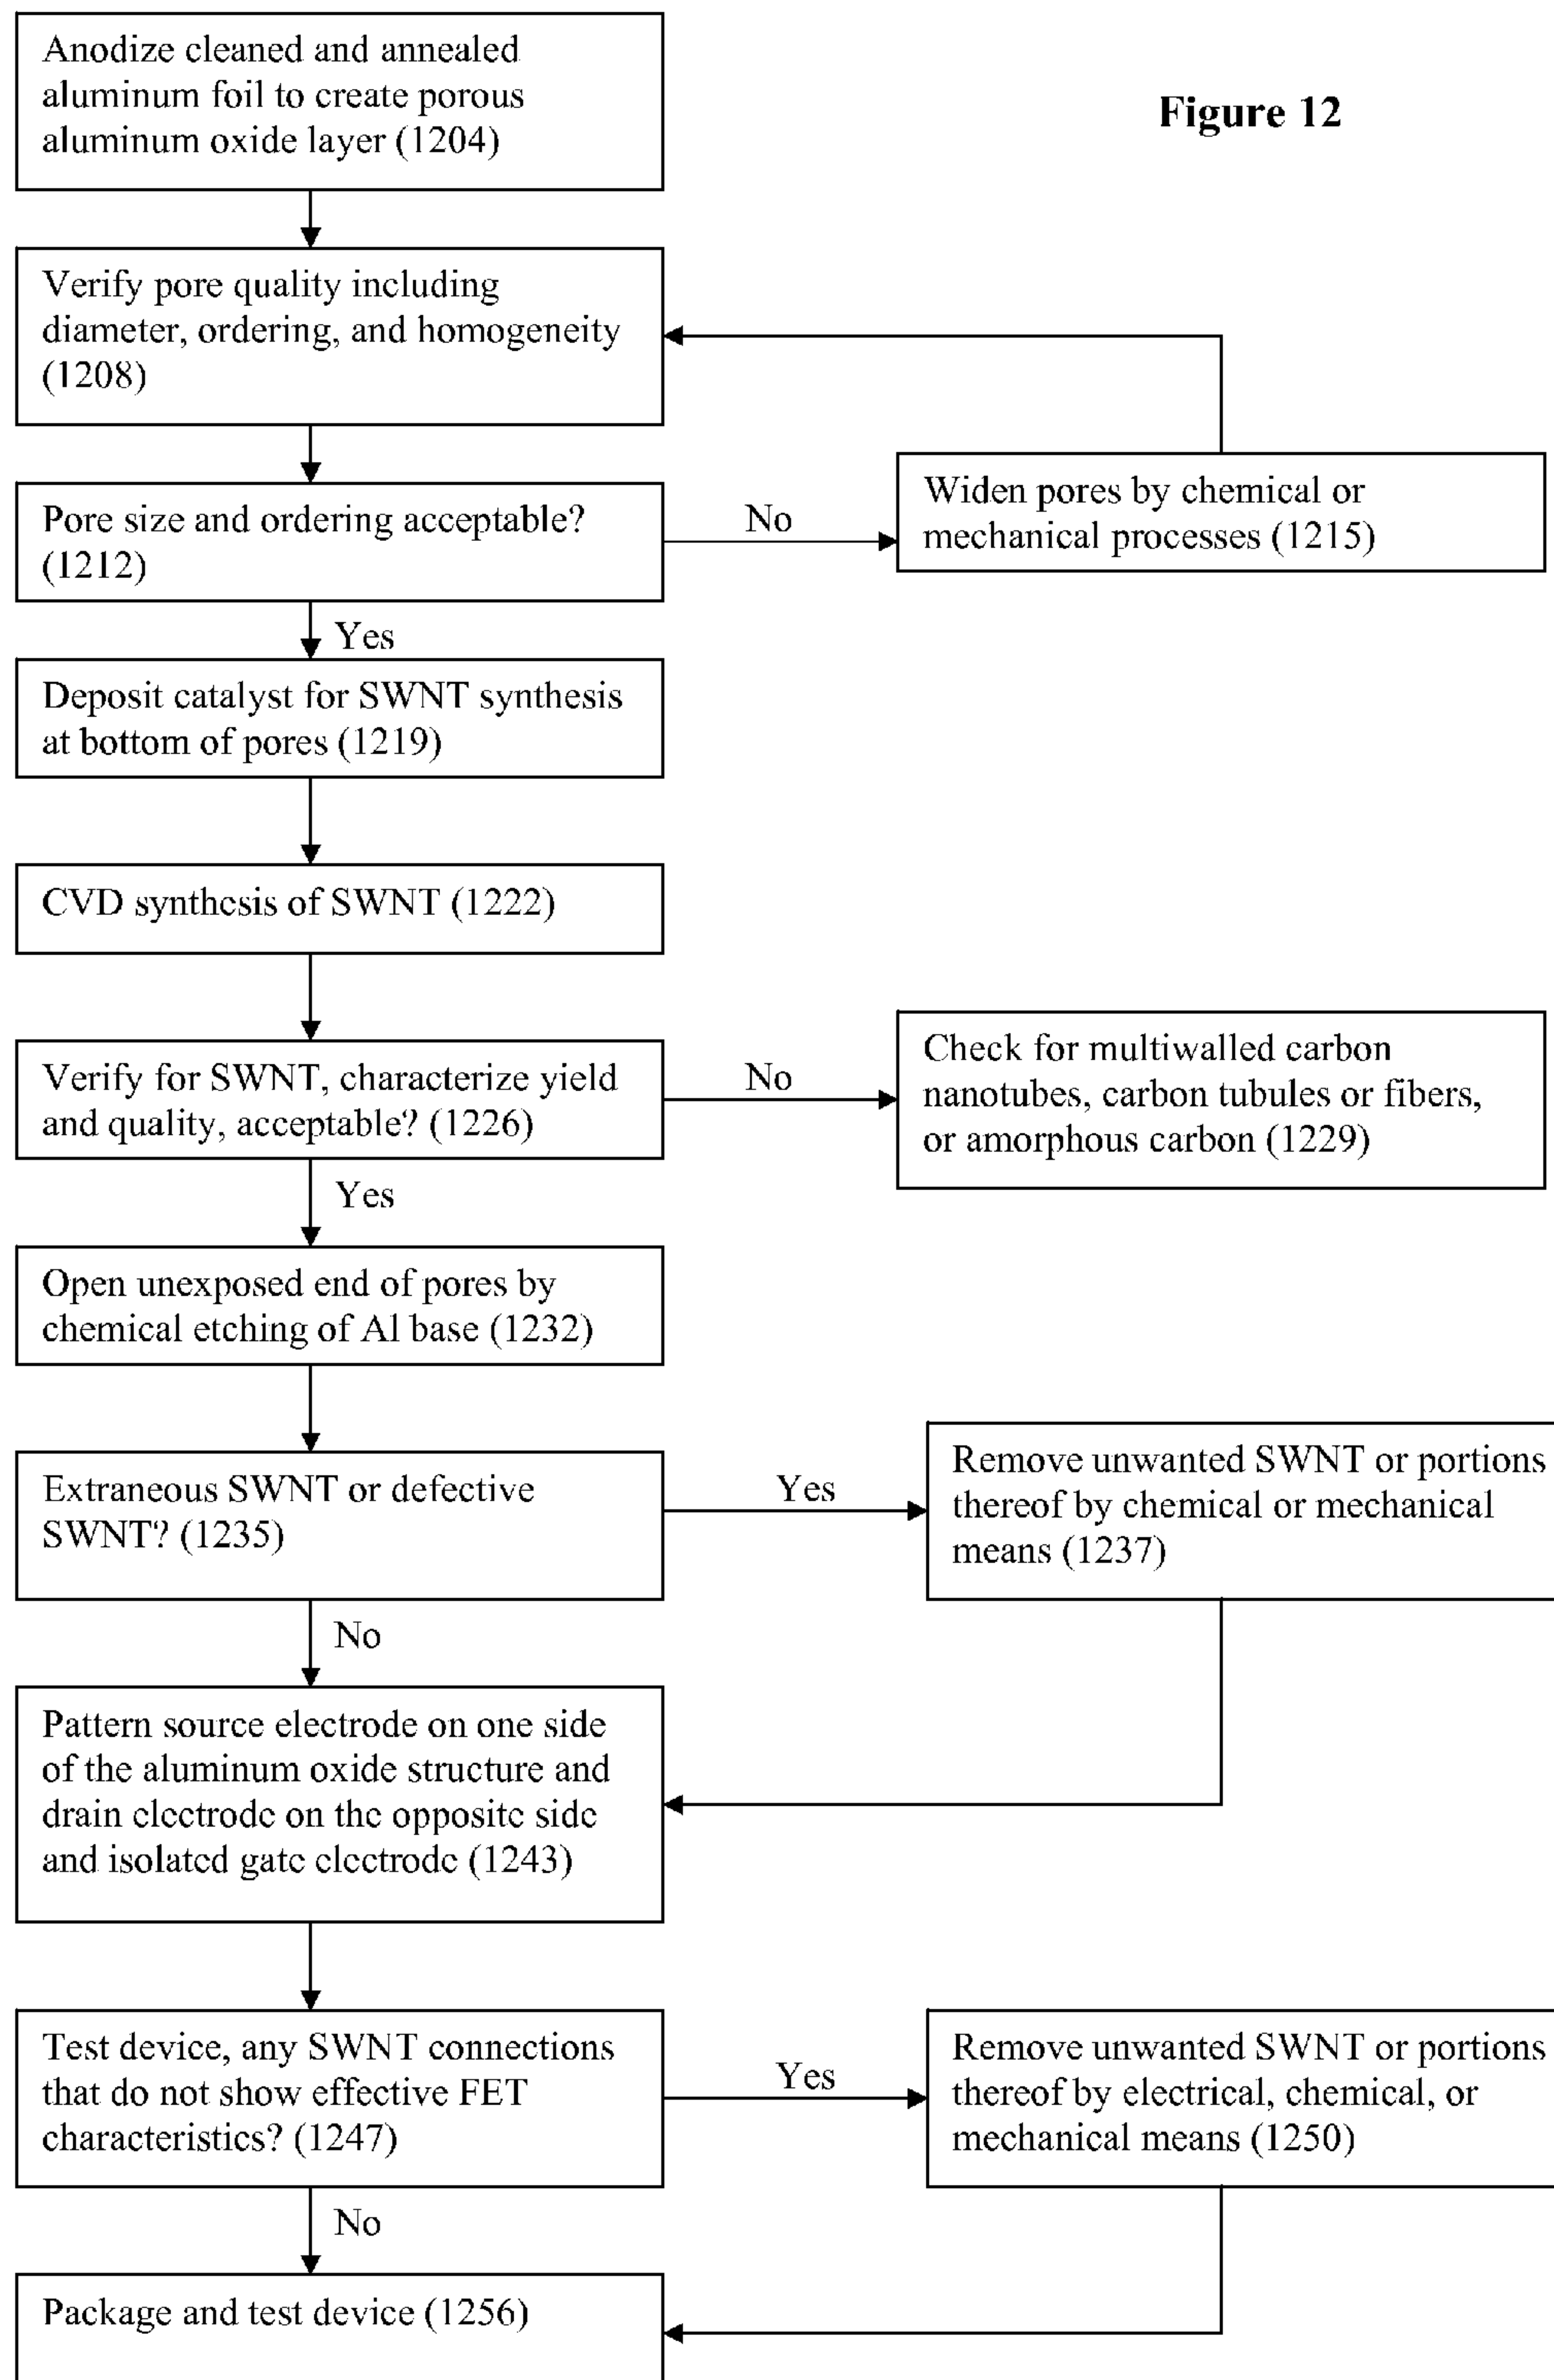 Anodize cleaned and annealed
aluminum foil to create porous
aluminum oxide layer (1204)
Figure 12
Verify pore quality including
diameter, ordering, and homogeneity
(1208)
Pore size and ordering acceptable?
(1212)
No
Widen pores by chemical or
mechanical processes (1215)
Yes
Deposit catalyst for SWNT synthesis
at bottom of pores (1219)
CVD synthesis of SWNT (1222)
Verify for SWNT, characterize yield
and quality, acceptable? (1226)
No
Check for multiwalled carbon
nanotubes, carbon tubules or fibers,
or amorphous carbon (1229)
Yes
Open unexposed end of pores by
chemical etching of Al base (1232)
Extraneous SWNT or defective
SWNT? (1235)
Yes
Remove unwanted SWNT or portions
thereof by chemical or mechanical
means (1237)
No
Pattern source electrode on one side
of the aluminum oxide structure and
drain electrode on the opposite side
and isolated gate electrode (1243)
Test device, any SWNT connections
that do not show effective FET
characteristics? (1247)
Yes
Remove unwanted SWNT or portions
thereof by electrical, chemical, or
mechanical means (1250)
No
Package and test device (1256)